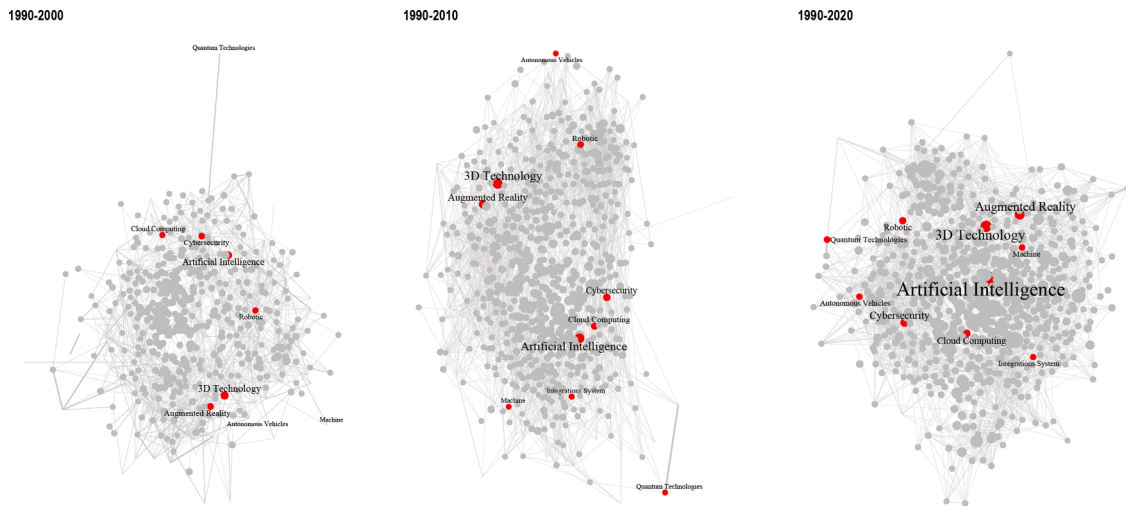 1990-2000
Quantum Technologies
Cloud Computing
Cybersecurity
Artificial Intelligence
Robotic
3D Technology
Augmented Reality
Autonomous Vehicles
Machine
1990-2010
Autonomous Vehicles
Robotic
3D Technology
Augmented Reality
Cybersecurity
Cloud Computing
Artificial Intelligence
Integrations System
Machine
Quantum Technologies
1990-2020
Augmented Reality
Robotic
3D Technology
Quantum Technologies
Machine
Artificial Intelligence
Autonomous Vehicles
Cybersecurity
Cloud Computing
Integrations System